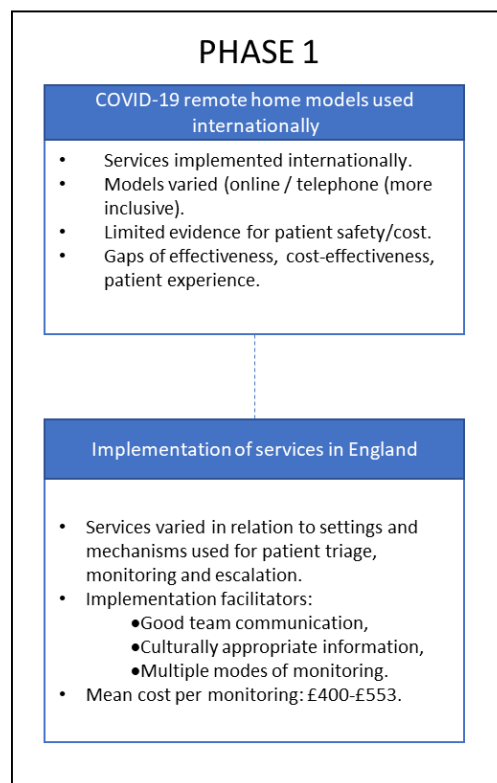 PHASE 1
COVID-19 remote home models used
internationally
• Services implemented internationally.
• Models varied (online / telephone (more
inclusive).
• Limited evidence for patient safety/cost.
• Gaps of effectiveness, cost-effectiveness,
patient experience.
Implementation of services in England
• Services varied in relation to settings and
mechanisms used for patient triage,
monitoring and escalation.
• Implementation facilitators:
•Good team communication,
•Culturally appropriate information,
•Multiple modes of monitoring.
• Mean cost per monitoring: £400-£553.